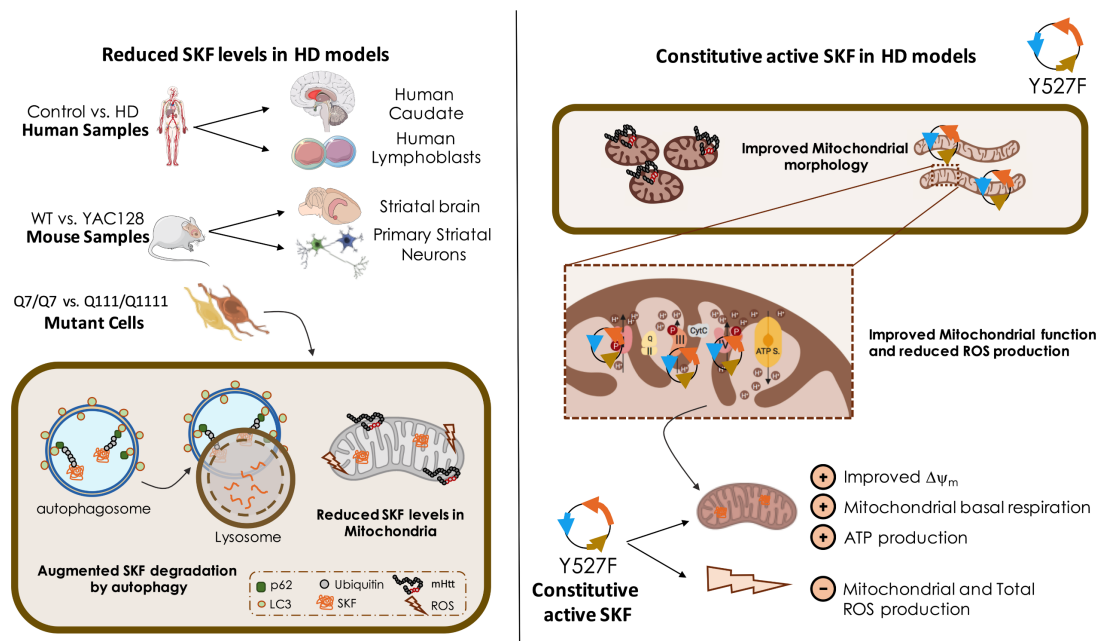 Reduced SKF levels in HD models
Control vs. HD
Human Samples
Human
Caudate
Human
Lymphoblasts
WT vs. YAC128
Mouse Samples
Striatal brain
Primary Striatal
Neurons
Q7/Q7 vs. Q111/Q1111
Mutant Cells
autophagosome
Lysosome
Reduced SKF levels in
Mitochondria
Augmented SKF degradation
by autophagy
p62
Ubiquitin
mHtt
LC3
SKF
ROS
Constitutive active SKF in HD models
Y527F
Improved Mitochondrial
morphology
H⁺ H⁺ H⁺ H⁺ H⁺ H⁺ H⁺ H⁺
P
Q
II
P
III
CytC
P
IV
ATP S.
H⁺ H⁺ H⁺ H⁺ H⁺
Improved Mitochondrial function
and reduced ROS production
Y527F
Constitutive
active SKF
+ Improved Δψm
+ Mitochondrial basal respiration
+ ATP production
− Mitochondrial and Total
ROS production